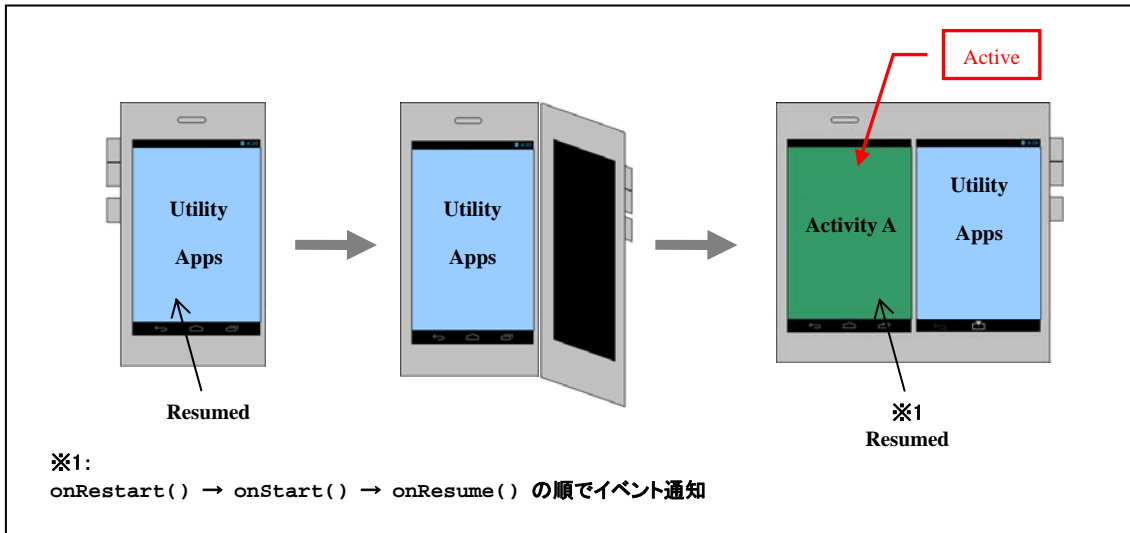 Active
Utility
Apps
Utility
Apps
Activity A
Utility
Apps
Resumed
※1
Resumed
※1:
onRestart() → onStart() → onResume() の順でイベント通知